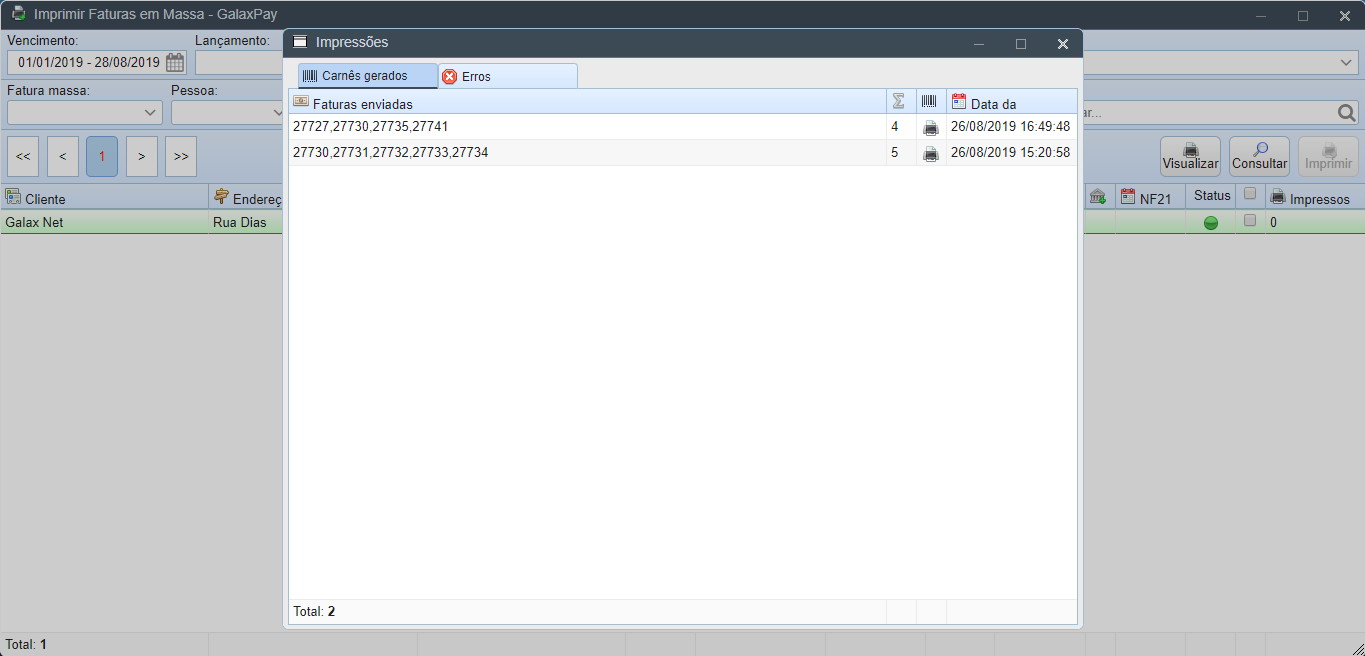 Imprimir Faturas em Massa - GalaxPay
Vencimento:
Lançamento:
01/01/2019 - 28/08/2019
Fatura massa:
Pessoa:
<< < 1 > >>
Visualizar Consultar Imprimir
Cliente
NF21 Status Impressos
Galax Net Rua Dias 0
Total: 1
Impressões
Carnês gerados Erros
Faturas enviadas Σ Data da
27727,27730,27735,27741 4 26/08/2019 16:49:48
27730,27731,27732,27733,27734 5 26/08/2019 15:20:58
Total: 2